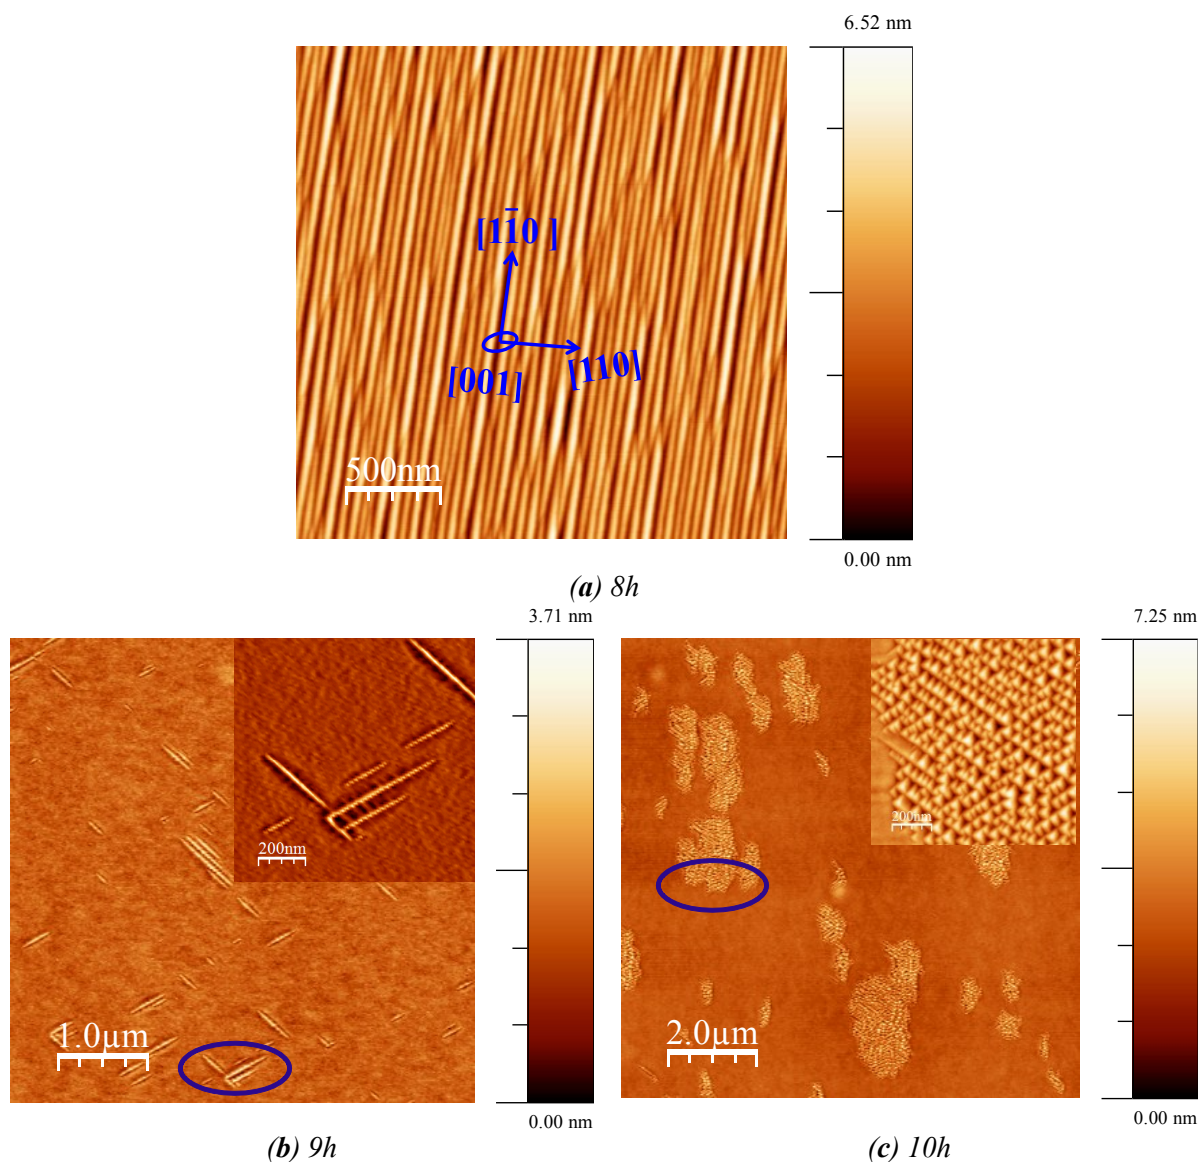 6.52 nm
[11̄0 ]
[001]
[110]
500nm
0.00 nm
(a) 8h
3.71 nm
7.25 nm
200nm
200nm
1.0μm
2.0μm
0.00 nm
0.00 nm
(b) 9h
(c) 10h